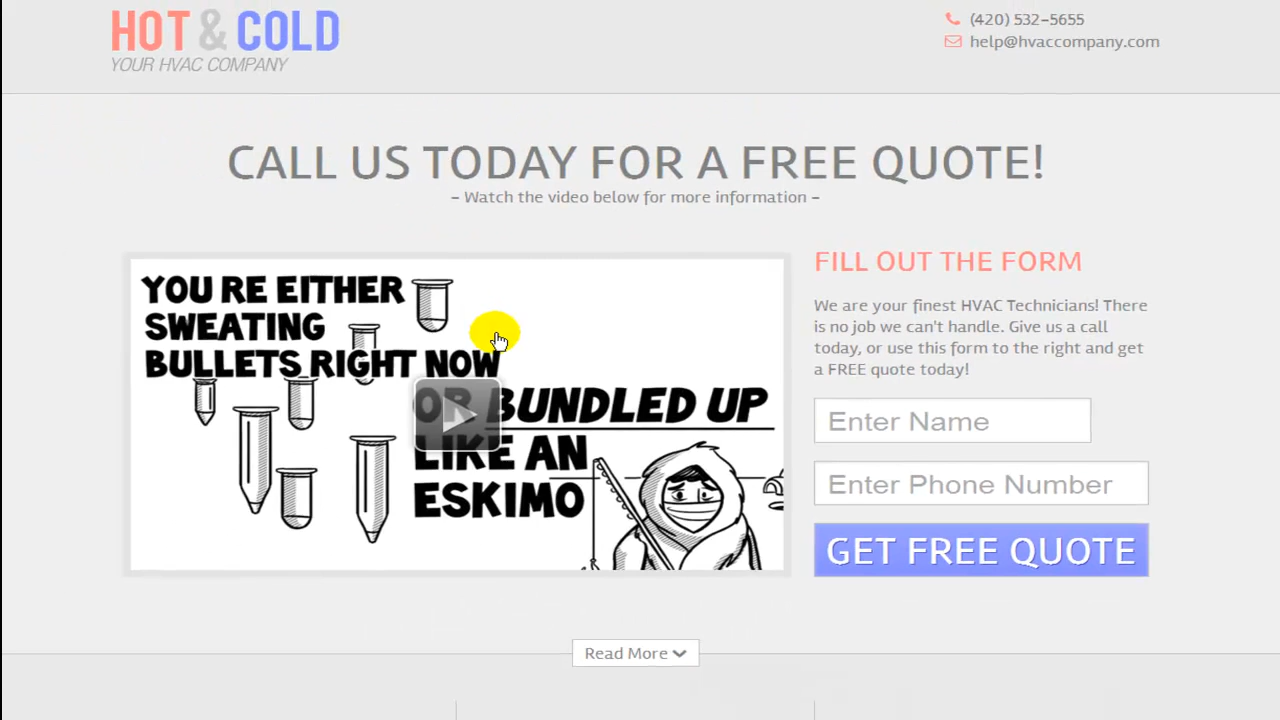 HOT & COLD
YOUR HVAC COMPANY
(420) 532-5655
help@hvaccompany.com
CALL US TODAY FOR A FREE QUOTE!
– Watch the video below for more information –
YOU RE EITHER
SWEATING
BULLETS RIGHT NOW
OR BUNDLED UP
LIKE AN
ESKIMO
FILL OUT THE FORM
We are your finest HVAC Technicians! There
is no job we can't handle. Give us a call
today, or use this form to the right and get
a FREE quote today!
Enter Name
Enter Phone Number
GET FREE QUOTE
Read More